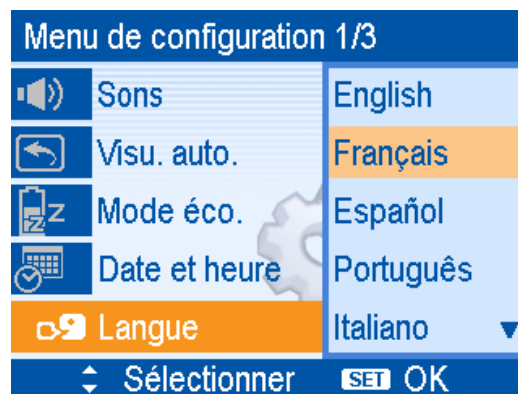 Menu de configuration 1/3
Sons
Visu. auto.
Mode éco.
Date et heure
Langue
English
Français
Español
Português
Italiano
Sélectionner SET OK